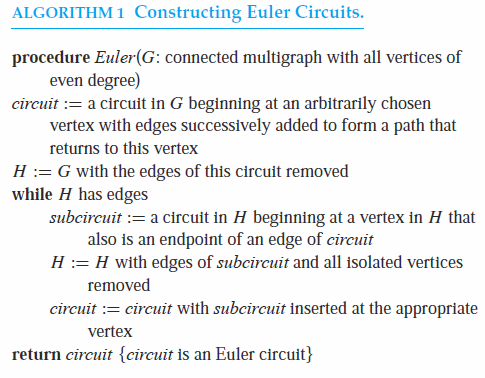 ALGORITHM 1 Constructing Euler Circuits.
procedure Euler(G: connected multigraph with all vertices of
even degree)
circuit := a circuit in G beginning at an arbitrarily chosen
vertex with edges successively added to form a path that
returns to this vertex
H := G with the edges of this circuit removed
while H has edges
subcircuit := a circuit in H beginning at a vertex in H that
also is an endpoint of an edge of circuit
H := H with edges of subcircuit and all isolated vertices
removed
circuit := circuit with subcircuit inserted at the appropriate
vertex
return circuit {circuit is an Euler circuit}